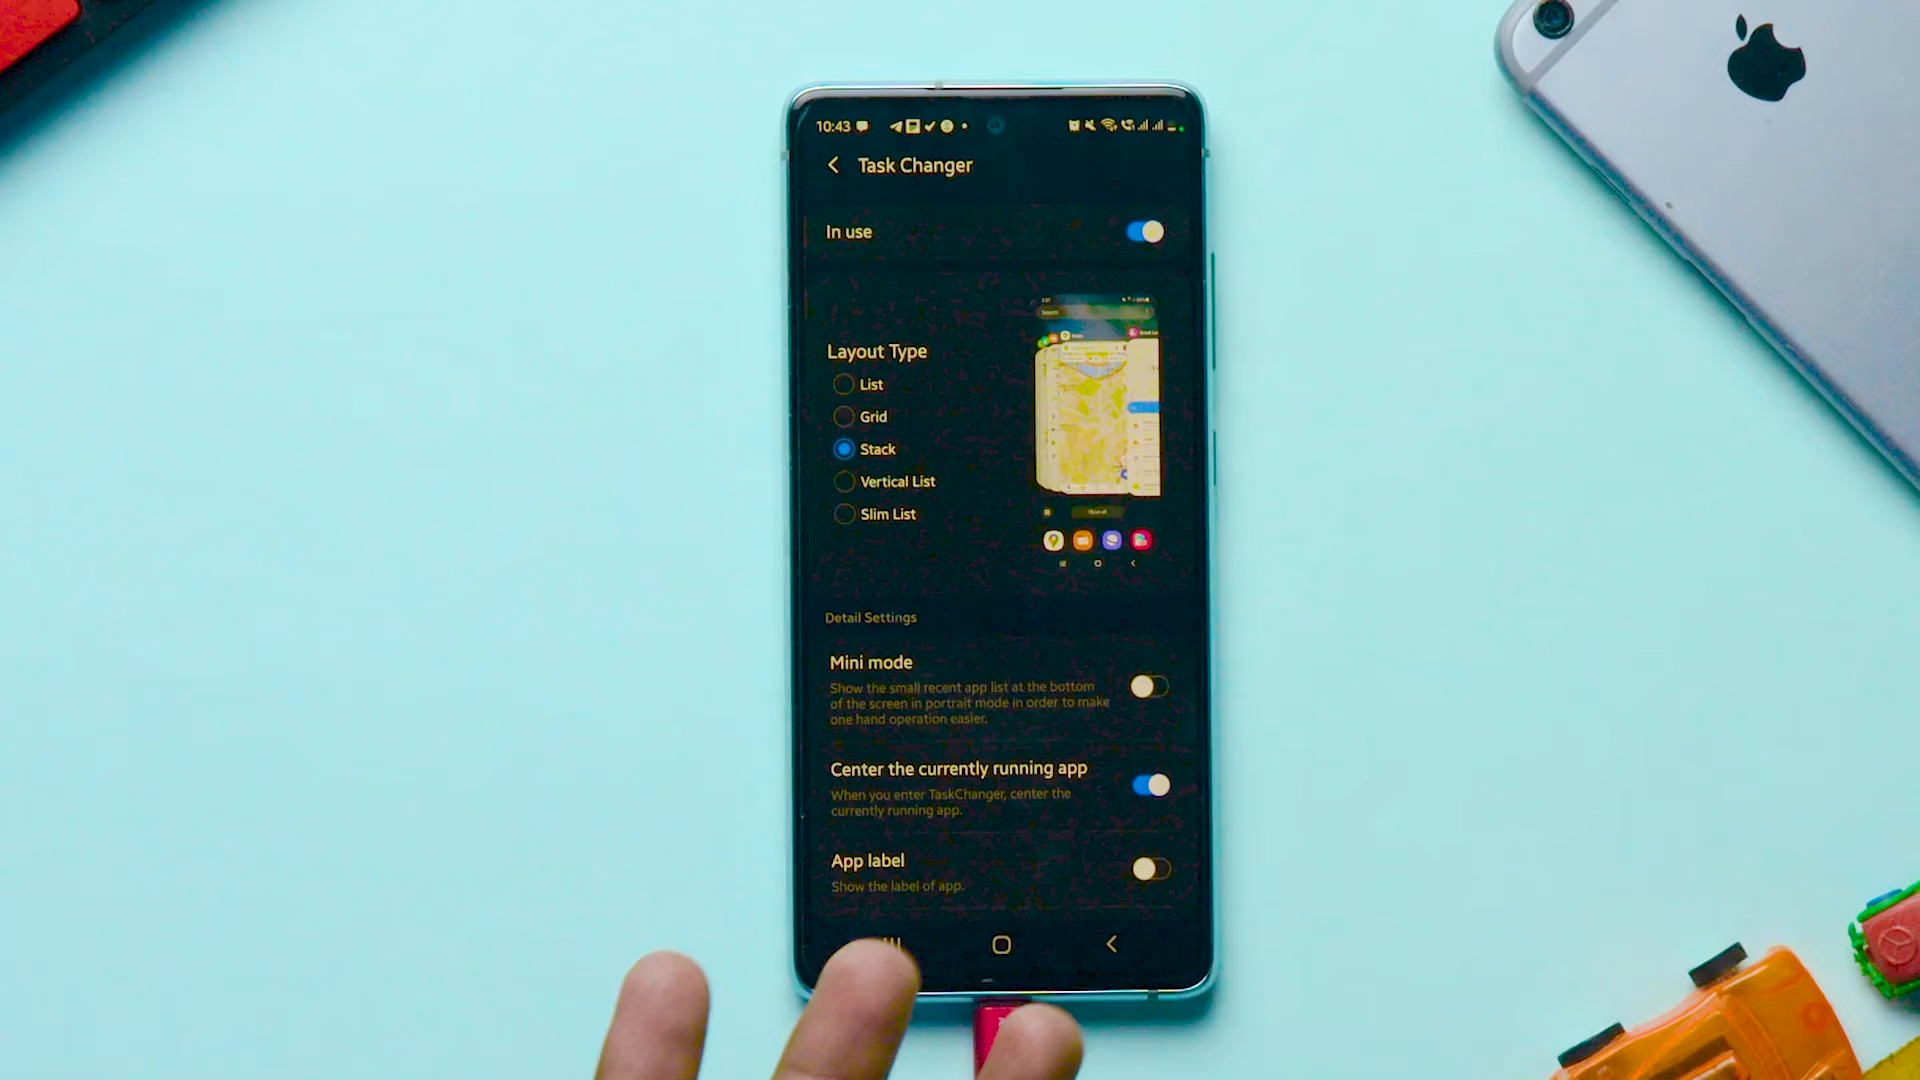 10:43
Task Changer
In use
Layout Type
List
Grid
Stack
Vertical List
Slim List
Search
Close all
Detail Settings
Mini mode
Show the small recent app list at the bottom
of the screen in portrait mode in order to make
one hand operation easier.
Center the currently running app
When you enter TaskChanger, center the
currently running app.
App label
Show the label of app.